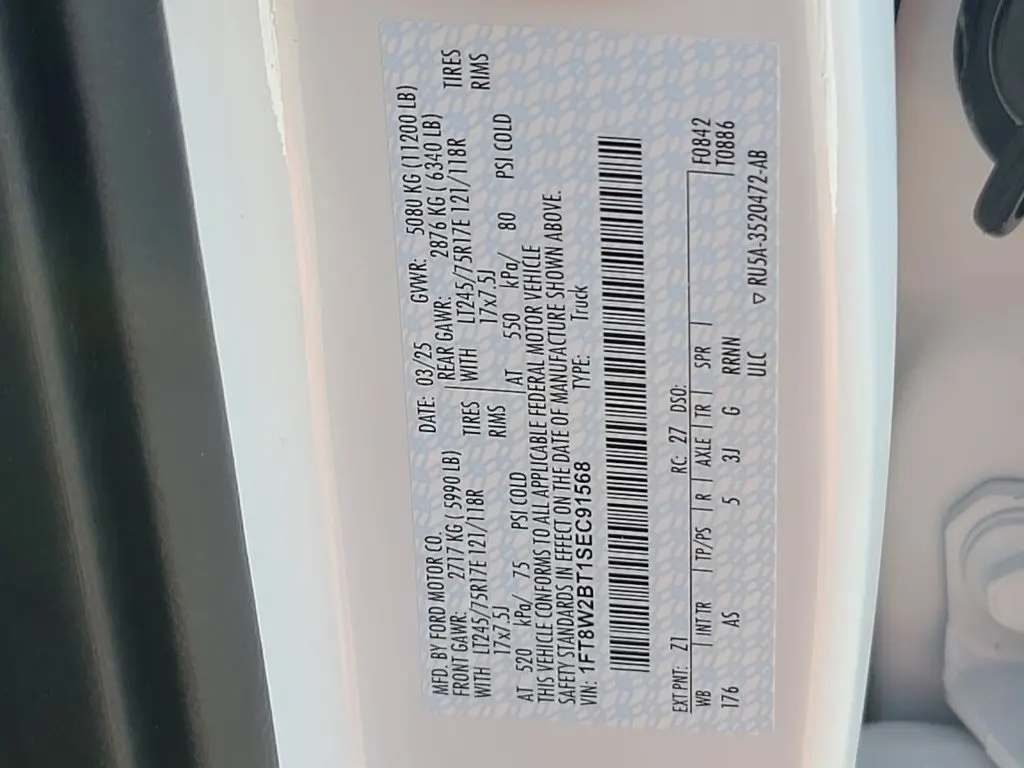 MFD. BY FORD MOTOR CO.
DATE: 03/25 GVWR: 5080 KG (11200 LB)
FRONT GAWR: 2717 KG ( 5990 LB)
REAR GAWR: 2876 KG ( 6340 LB)
WITH LT245/75R17E 121/118R TIRES
WITH LT245/75R17E 121/118R TIRES
17x7.5J RIMS
17x7.5J RIMS
AT 520 kPa/ 75 PSI COLD
AT 550 kPa/ 80 PSI COLD
THIS VEHICLE CONFORMS TO ALL APPLICABLE FEDERAL MOTOR VEHICLE
SAFETY STANDARDS IN EFFECT ON THE DATE OF MANUFACTURE SHOWN ABOVE.
VIN: 1FT8W2BT1SEC91568 TYPE: Truck
EXT PNT: Z1 RC: 27 DSO:
WB INT TR TP/PS R AXLE TR SPR F0842
176 AS 5 3J G RRNN T0886
ULC ▽ RU5A-3520472-AB